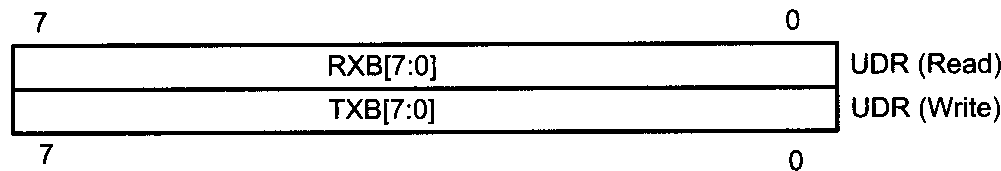 7 0
RXB[7:0] UDR (Read)
TXB[7:0] UDR (Write)
7 0